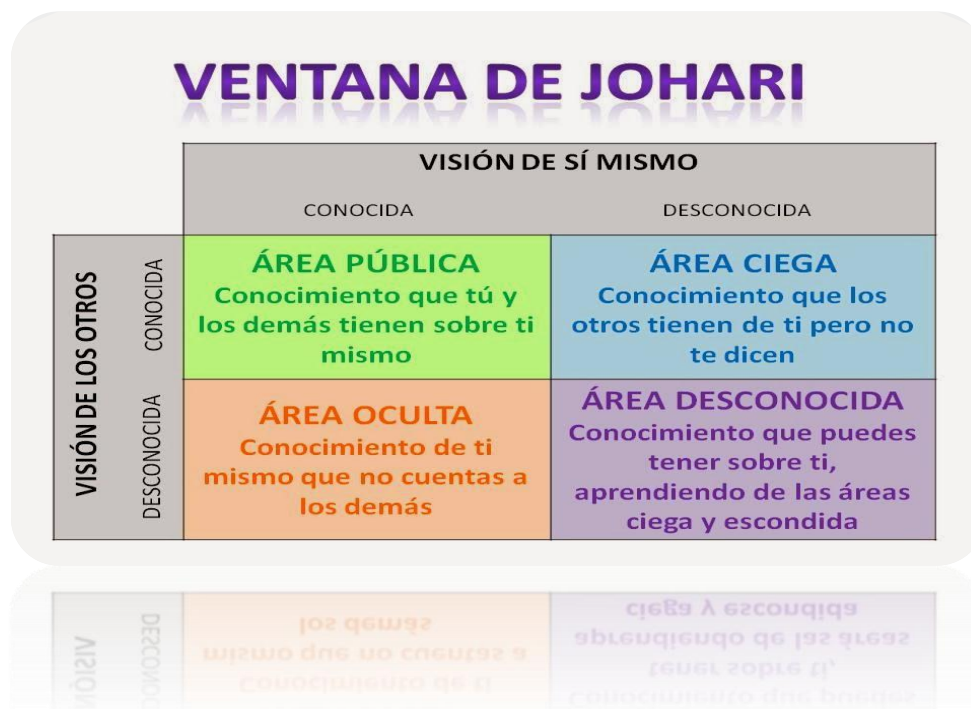 VENTANA DE JOHARI
VISIÓN DE SÍ MISMO
CONOCIDA
DESCONOCIDA
VISIÓN DE LOS OTROS
CONOCIDA
ÁREA PÚBLICA
Conocimiento que tú y
los demás tienen sobre ti
mismo
ÁREA CIEGA
Conocimiento que los
otros tienen de ti pero no
te dicen
DESCONOCIDA
ÁREA OCULTA
Conocimiento de ti
mismo que no cuentas a
los demás
ÁREA DESCONOCIDA
Conocimiento que puedes
tener sobre ti,
aprendiendo de las áreas
ciega y escondida